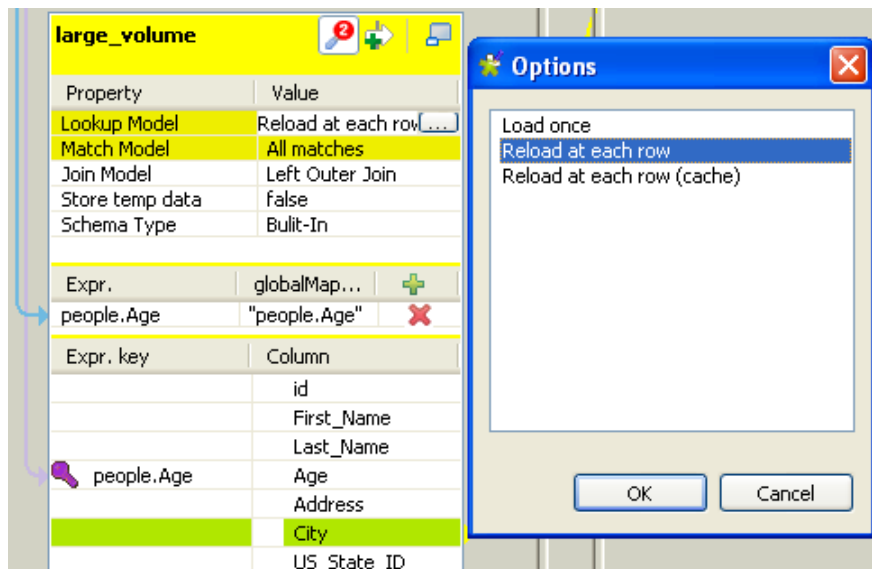 large_volume
2
Property Value
Lookup Model Reload at each row ...
Match Model All matches
Join Model Left Outer Join
Store temp data false
Schema Type Bulit-In
Expr. globalMap...
people.Age "people.Age"
Expr. key Column
id
First_Name
Last_Name
people.Age Age
Address
City
US_State_ID
Options
Load once
Reload at each row
Reload at each row (cache)
OK Cancel